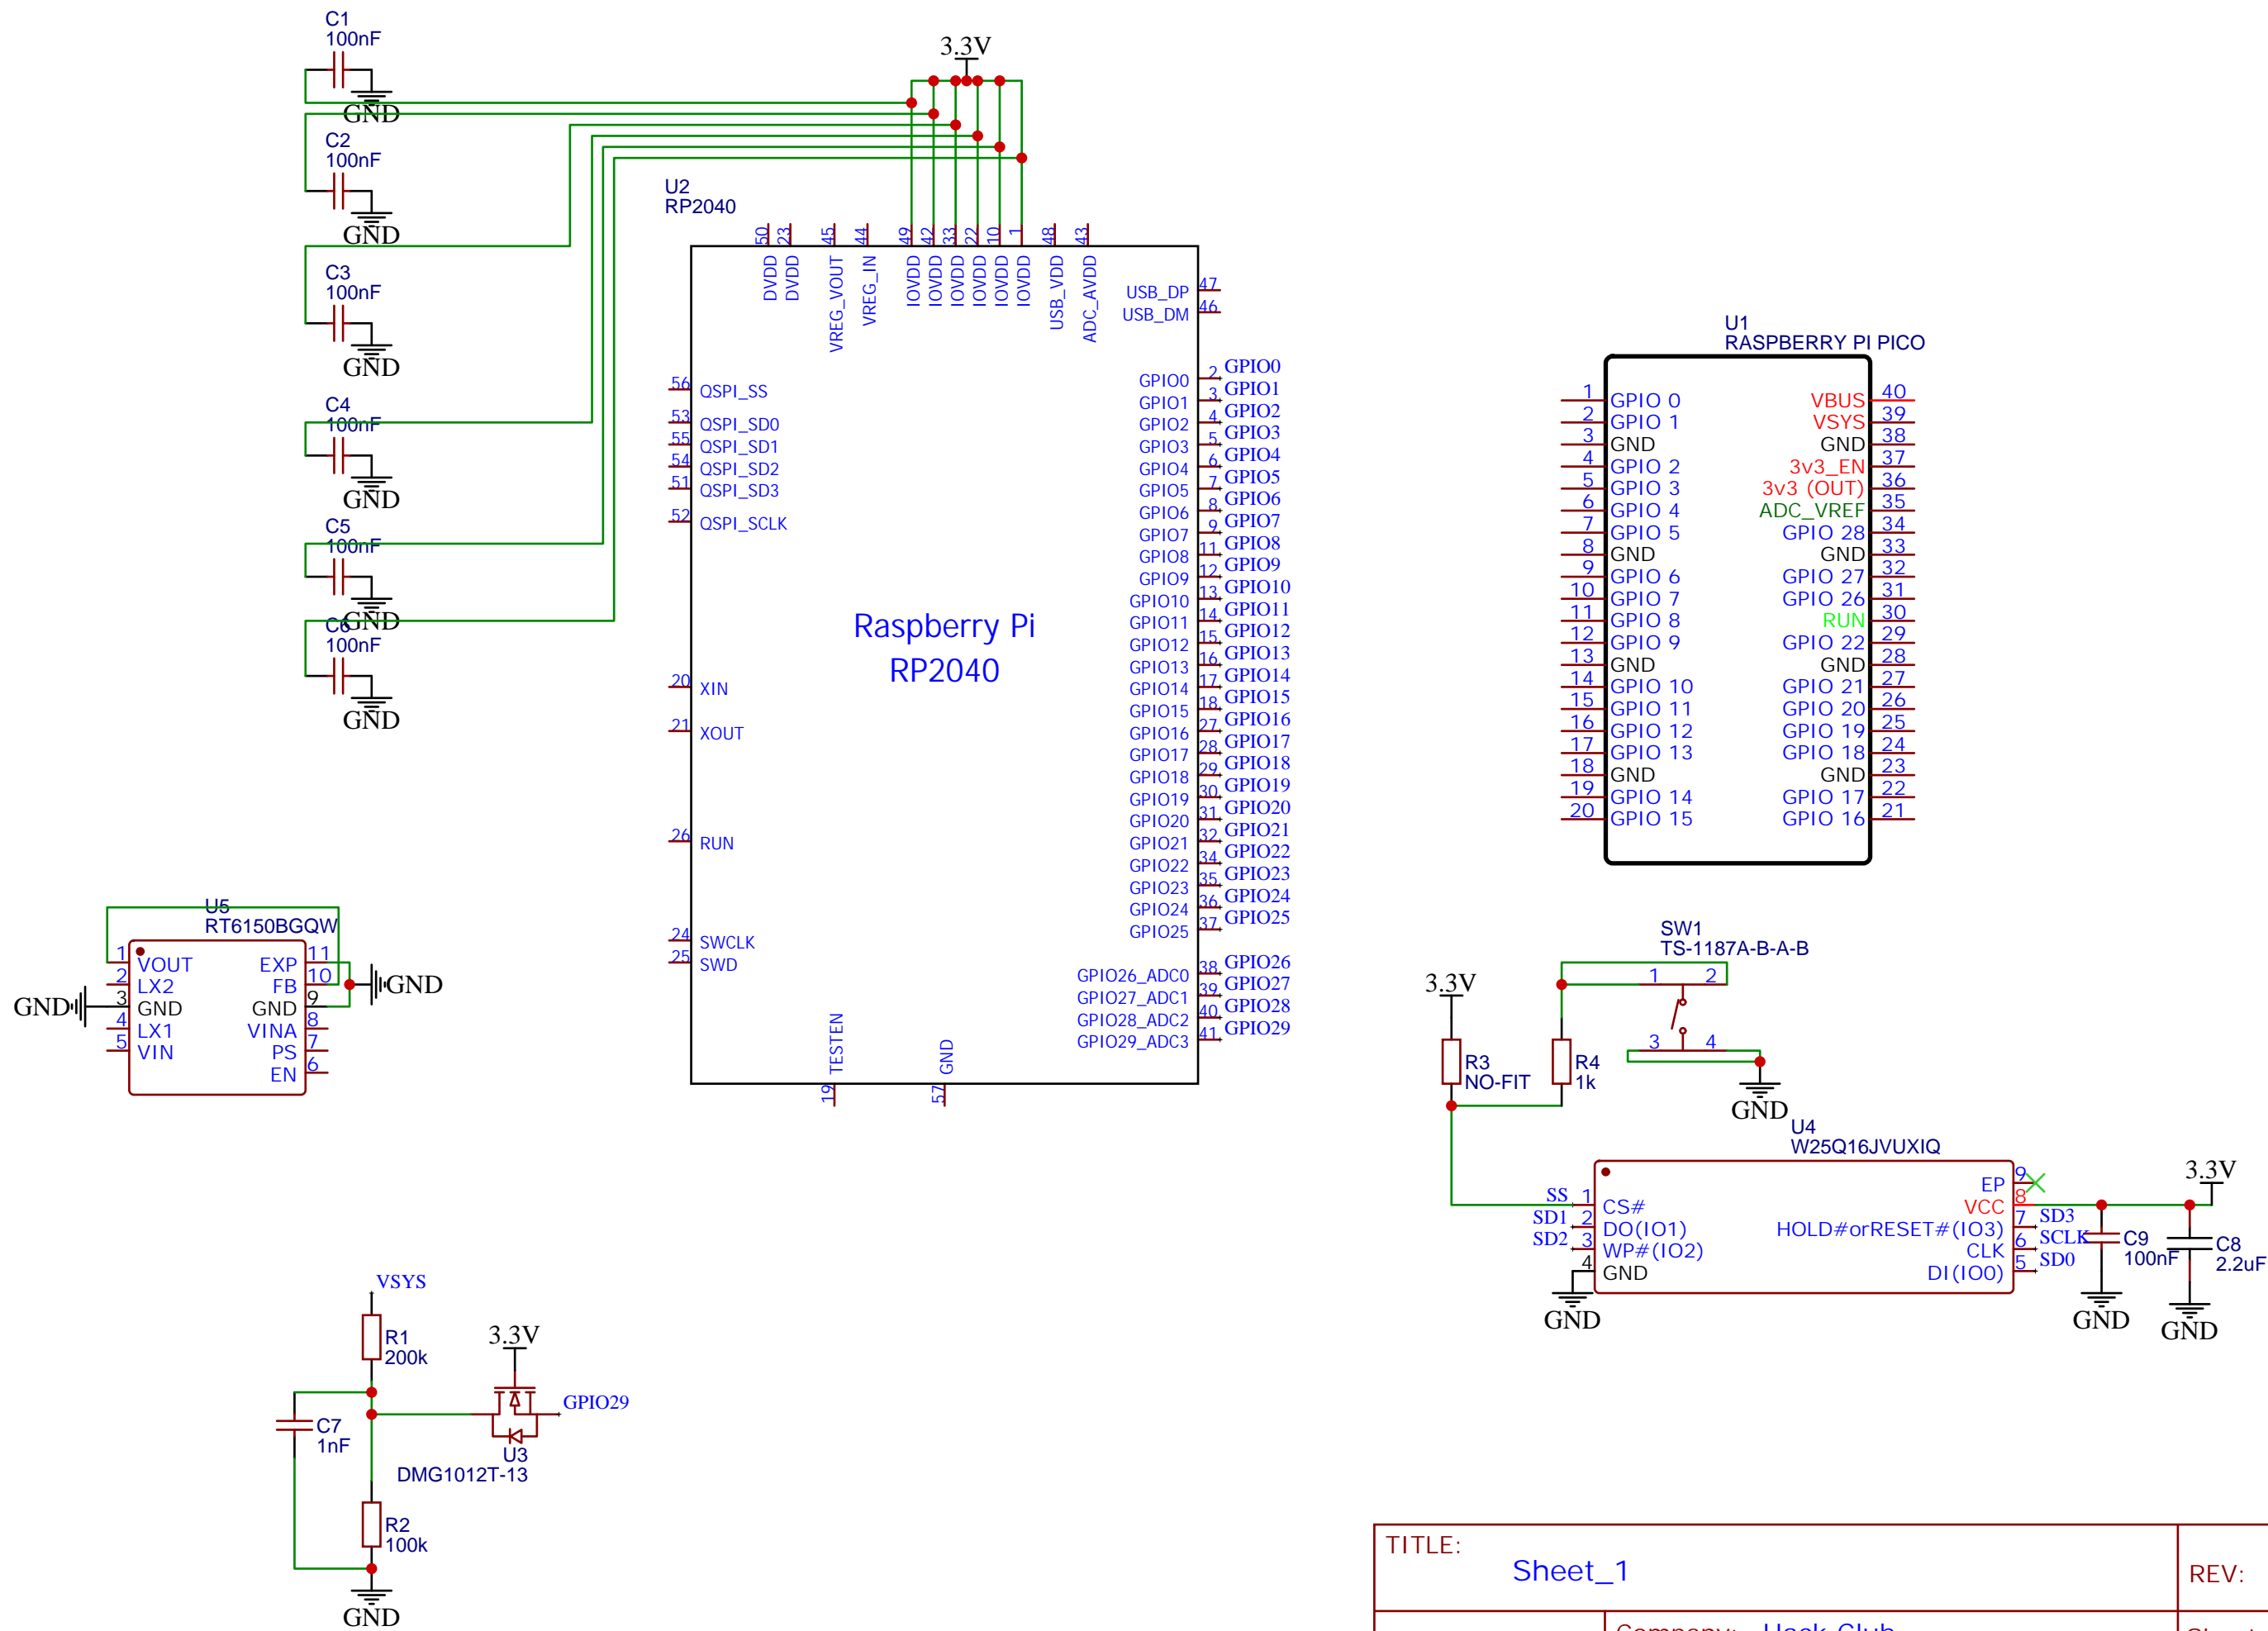 C1
100nF
GND
C2
100nF
GND
C3
100nF
GND
C4
100nF
GND
C5
100nF
GND
C6
100nF
GND
3.3V
U2
RP2040
50
23
45
44
49
42
33
22
10
1
48
43
DVDD
DVDD
VREG_VOUT
VREG_IN
IOVDD
IOVDD
IOVDD
IOVDD
IOVDD
IOVDD
USB_VDD
ADC_AVDD
56 QSPI_SS
53 QSPI_SD0
55 QSPI_SD1
54 QSPI_SD2
51 QSPI_SD3
52 QSPI_SCLK
20 XIN
21 XOUT
26 RUN
24 SWCLK
25 SWD
Raspberry Pi
RP2040
USB_DP 47
USB_DM 46
GPIO0 2 GPIO0
GPIO1 3 GPIO1
GPIO2 4 GPIO2
GPIO3 5 GPIO3
GPIO4 6 GPIO4
GPIO5 7 GPIO5
GPIO6 8 GPIO6
GPIO7 9 GPIO7
GPIO8 11 GPIO8
GPIO9 12 GPIO9
GPIO10 13 GPIO10
GPIO11 14 GPIO11
GPIO12 15 GPIO12
GPIO13 16 GPIO13
GPIO14 17 GPIO14
GPIO15 18 GPIO15
GPIO16 27 GPIO16
GPIO17 28 GPIO17
GPIO18 29 GPIO18
GPIO19 30 GPIO19
GPIO20 31 GPIO20
GPIO21 32 GPIO21
GPIO22 34 GPIO22
GPIO23 35 GPIO23
GPIO24 36 GPIO24
GPIO25 37 GPIO25
GPIO26_ADC0 38 GPIO26
GPIO27_ADC1 39 GPIO27
GPIO28_ADC2 40 GPIO28
GPIO29_ADC3 41 GPIO29
TESTEN
19
GND
57
U1
RASPBERRY PI PICO
1 GPIO 0 VBUS 40
2 GPIO 1 VSYS 39
3 GND GND 38
4 GPIO 2 3v3_EN 37
5 GPIO 3 3v3 (OUT) 36
6 GPIO 4 ADC_VREF 35
7 GPIO 5 GPIO 28 34
8 GND GND 33
9 GPIO 6 GPIO 27 32
10 GPIO 7 GPIO 26 31
11 GPIO 8 RUN 30
12 GPIO 9 GPIO 22 29
13 GND GND 28
14 GPIO 10 GPIO 21 27
15 GPIO 11 GPIO 20 26
16 GPIO 12 GPIO 19 25
17 GPIO 13 GPIO 18 24
18 GND GND 23
19 GPIO 14 GPIO 17 22
20 GPIO 15 GPIO 16 21
U5
RT6150BGQW
1 VOUT EXP 11
2 LX2 FB 10
GND 3 GND GND 9
4 LX1 VINA 8
5 VIN PS 7
EN 6
GND
SW1
TS-1187A-B-A-B
1 2
3 4
GND
3.3V
R3
NO-FIT
R4
1k
U4
W25Q16JVUXIQ
SS 1 CS#
SD1 2 DO(IO1)
SD2 3 WP#(IO2)
4 GND
GND
EP 9
VCC 8
HOLD#orRESET#(IO3) 7 SD3
CLK 6 SCLK
DI(IO0) 5 SD0
3.3V
C9
100nF
GND
C8
2.2uF
GND
VSYS
R1
200k
3.3V
GPIO29
U3
DMG1012T-13
C7
1nF
R2
100k
GND
TITLE:
Sheet_1
REV:
Company: Hack Club